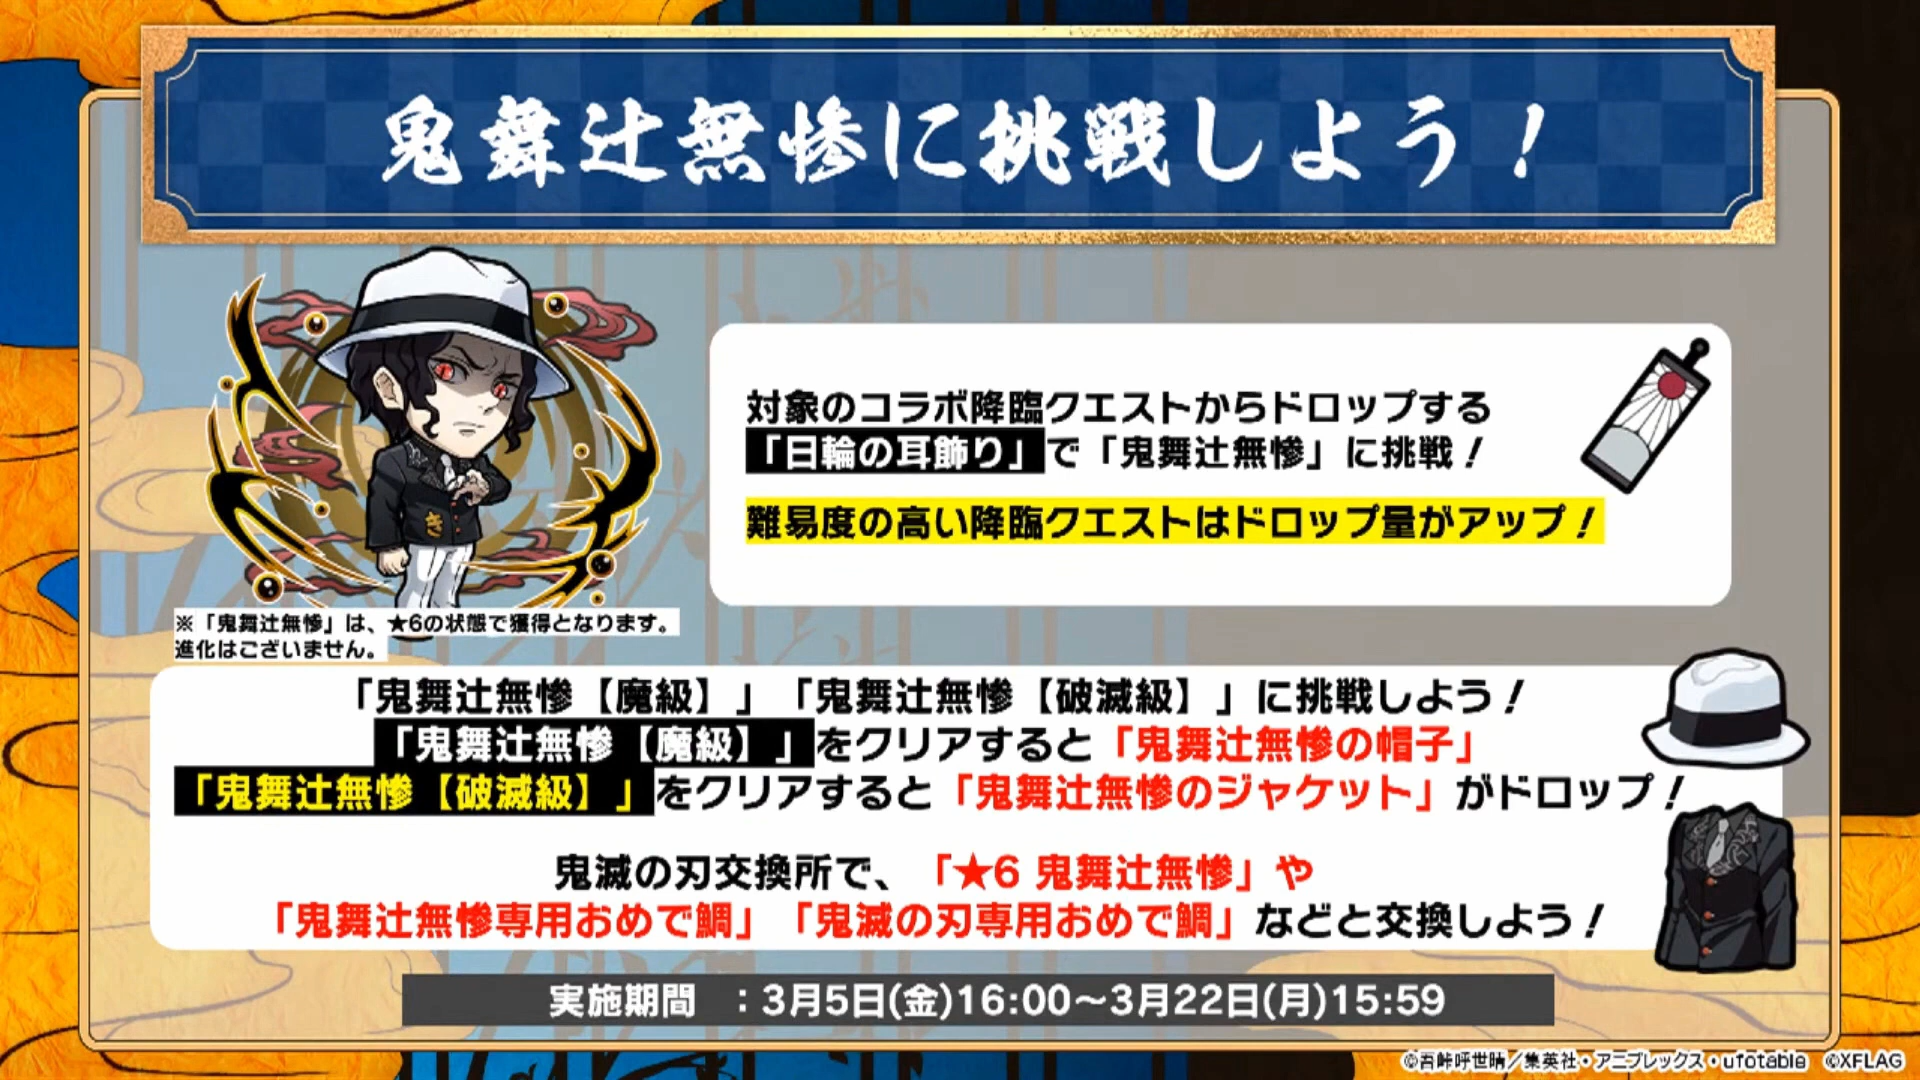 鬼舞辻無惨に挑戦しよう！
対象のコラボ降臨クエストからドロップする
「日輪の耳飾り」で「鬼舞辻無惨」に挑戦！
難易度の高い降臨クエストはドロップ量がアップ！
※「鬼舞辻無惨」は、★6の状態で獲得となります。
進化はございません。
「鬼舞辻無惨【魔級】」「鬼舞辻無惨【破滅級】」に挑戦しよう！
「鬼舞辻無惨【魔級】」をクリアすると「鬼舞辻無惨の帽子」
「鬼舞辻無惨【破滅級】」をクリアすると「鬼舞辻無惨のジャケット」がドロップ！
鬼滅の刃交換所で、「★6 鬼舞辻無惨」や
「鬼舞辻無惨専用おめで鯛」「鬼滅の刃専用おめで鯛」などと交換しよう！
実施期間　：3月5日(金)16:00〜3月22日(月)15:59
©吾峠呼世晴／集英社・アニプレックス・ufotable ©XFLAG